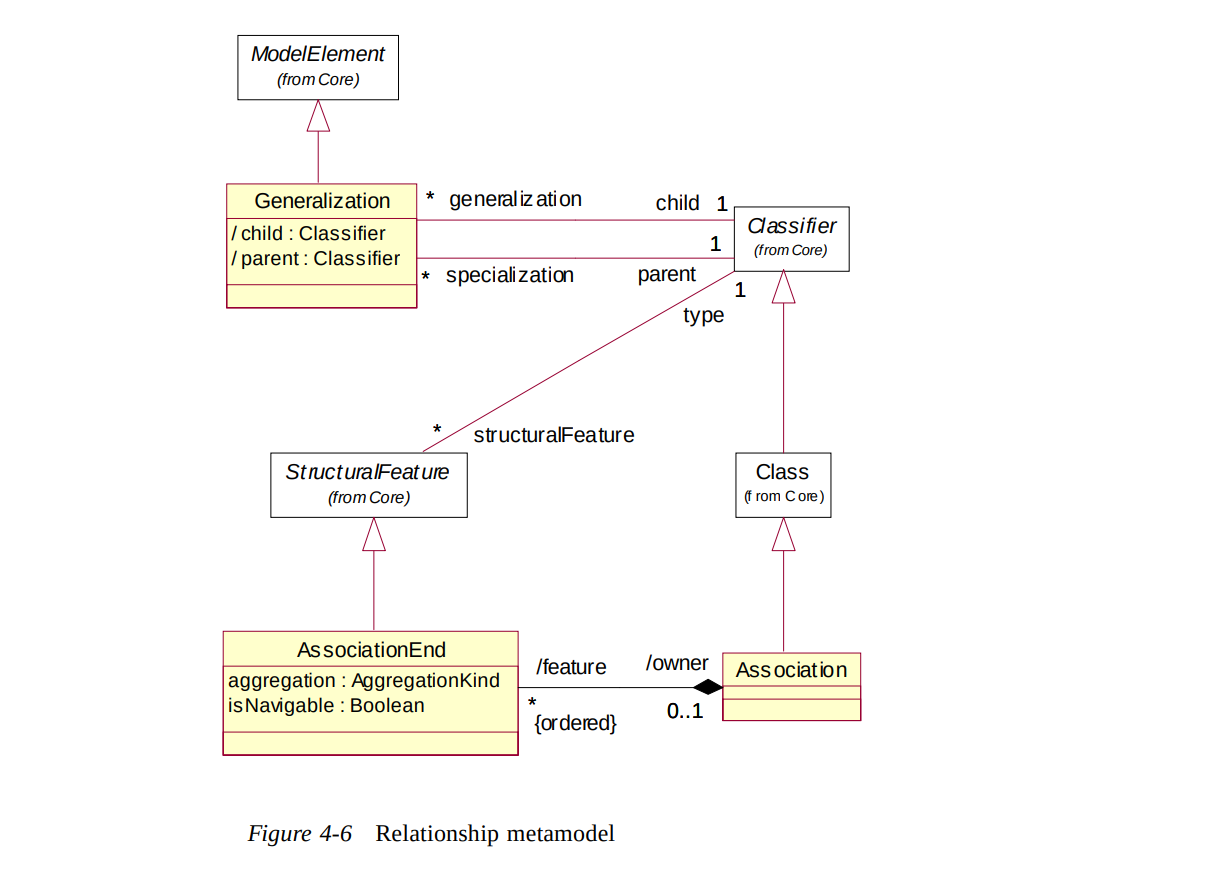 ModelElement
(from Core)
Generalization
/ child : Classifier
/ parent : Classifier
* generalization
child 1
1
* specialization
parent
Classifier
(from Core)
1
type
* structuralFeature
StructuralFeature
(from Core)
Class
(from Core)
AssociationEnd
aggregation : AggregationKind
isNavigable : Boolean
/feature
/owner
*
{ordered}
0..1
Association
Figure 4-6 Relationship metamodel